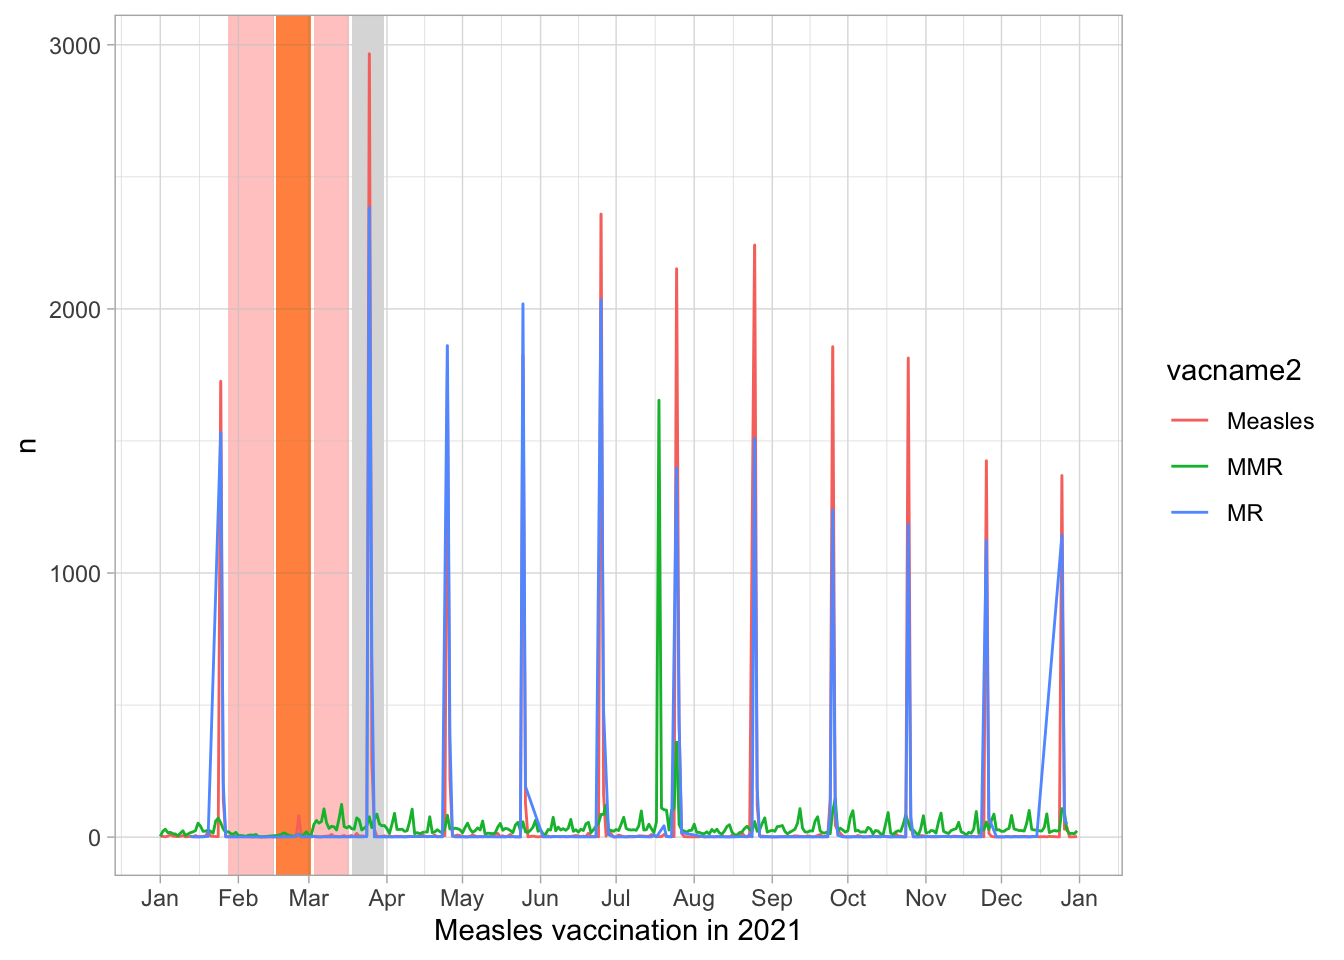 3000
2000
1000
0
n
Jan Feb Mar Apr May Jun Jul Aug Sep Oct Nov Dec Jan
Measles vaccination in 2021
vacname2
Measles
MMR
MR